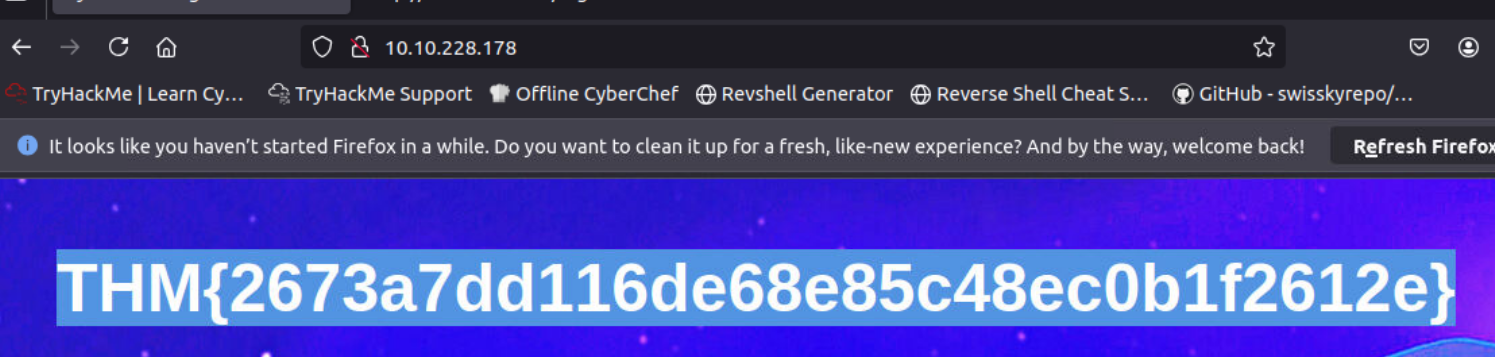 10.10.228.178
TryHackMe | Learn Cy… TryHackMe Support Offline CyberChef Revshell Generator Reverse Shell Cheat S… GitHub - swisskyrepo/…
It looks like you haven’t started Firefox in a while. Do you want to clean it up for a fresh, like-new experience? And by the way, welcome back! Refresh Firefox
THM{2673a7dd116de68e85c48ec0b1f2612e}